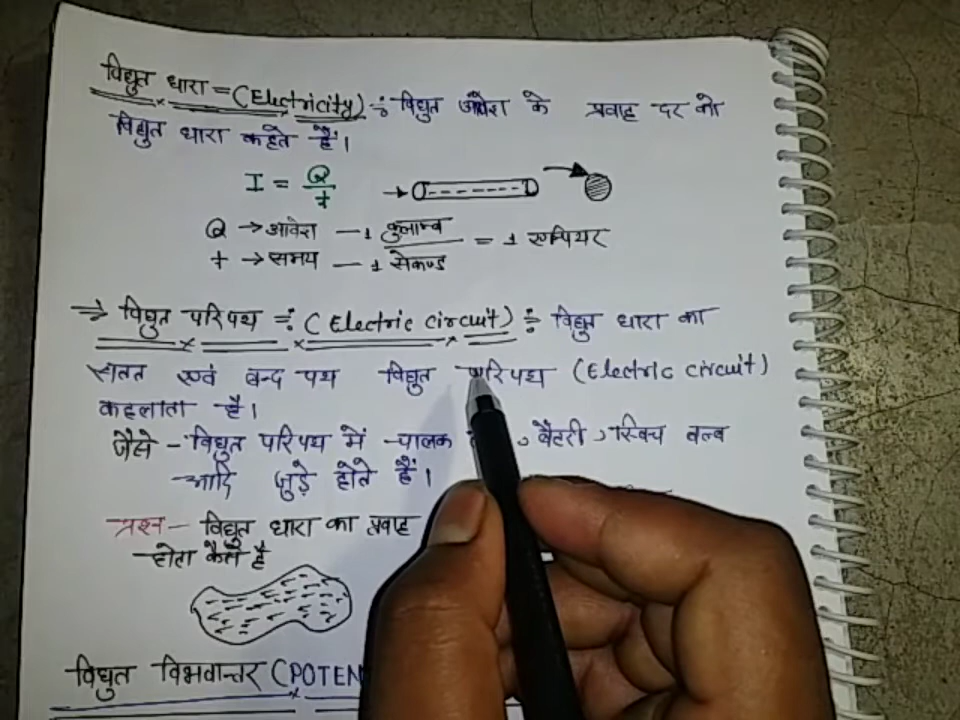 विद्युत धारा = (Electricity) ÷ विद्युत आवेश के प्रवाह दर को
विद्युत धारा कहते हैं।
I = Q/t
Q → आवेश — 1 कुलाम्ब
= 1 एम्पियर
t → समय — 1 सेकण्ड
⇒ विद्युत परिपथ ÷ (Electric circuit) ÷ विद्युत धारा का
सतत एवं बन्द पथ विद्युत परिपथ (Electric circuit)
कहलाता है।
जैसे - विद्युत परिपथ में चालक , बैटरी , स्विच वल्ब
आदि जुड़े होते हैं।
प्रश्न - विद्युत धारा का प्रवाह
होता कैसे है
विद्युत विभवान्तर (POTEN